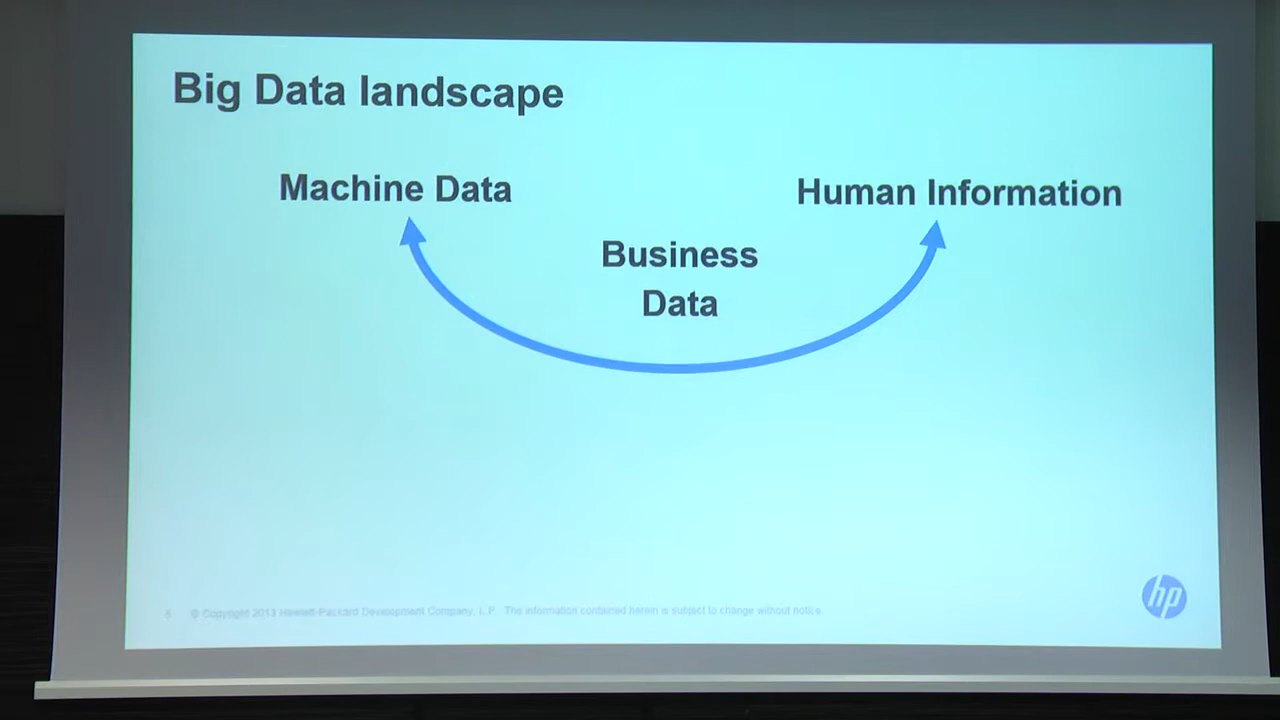 Big Data landscape
Machine Data
Human Information
Business
Data
6 © Copyright 2013 Hewlett-Packard Development Company, L.P. The information contained herein is subject to change without notice.
hp